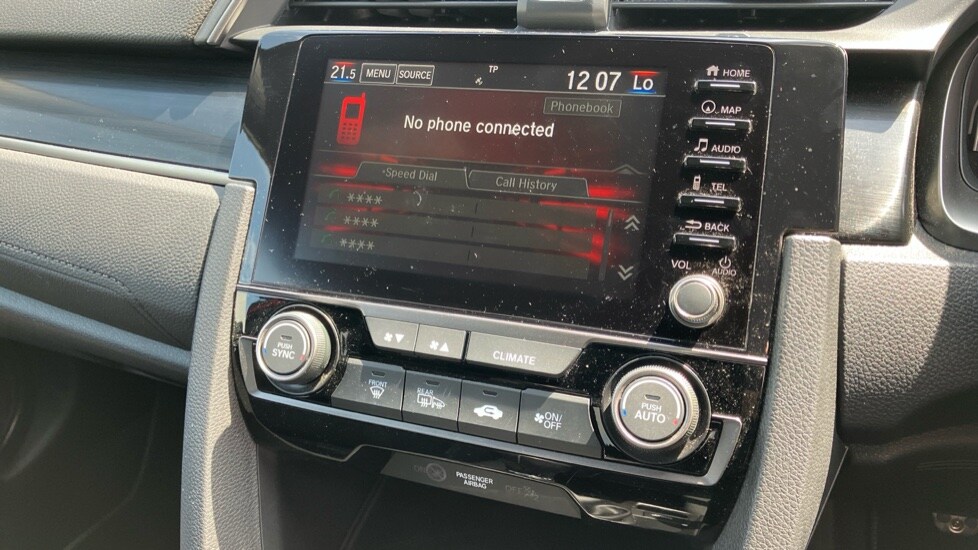 21.5 MENU SOURCE TP 12 07 Lo
Phonebook
No phone connected
Speed Dial Call History
****
****
****
HOME
MAP
AUDIO
TEL
BACK
VOL AUDIO
PUSH
SYNC
CLIMATE
FRONT
REAR
ON/
OFF
PUSH
AUTO
PASSENGER
AIRBAG
OFF